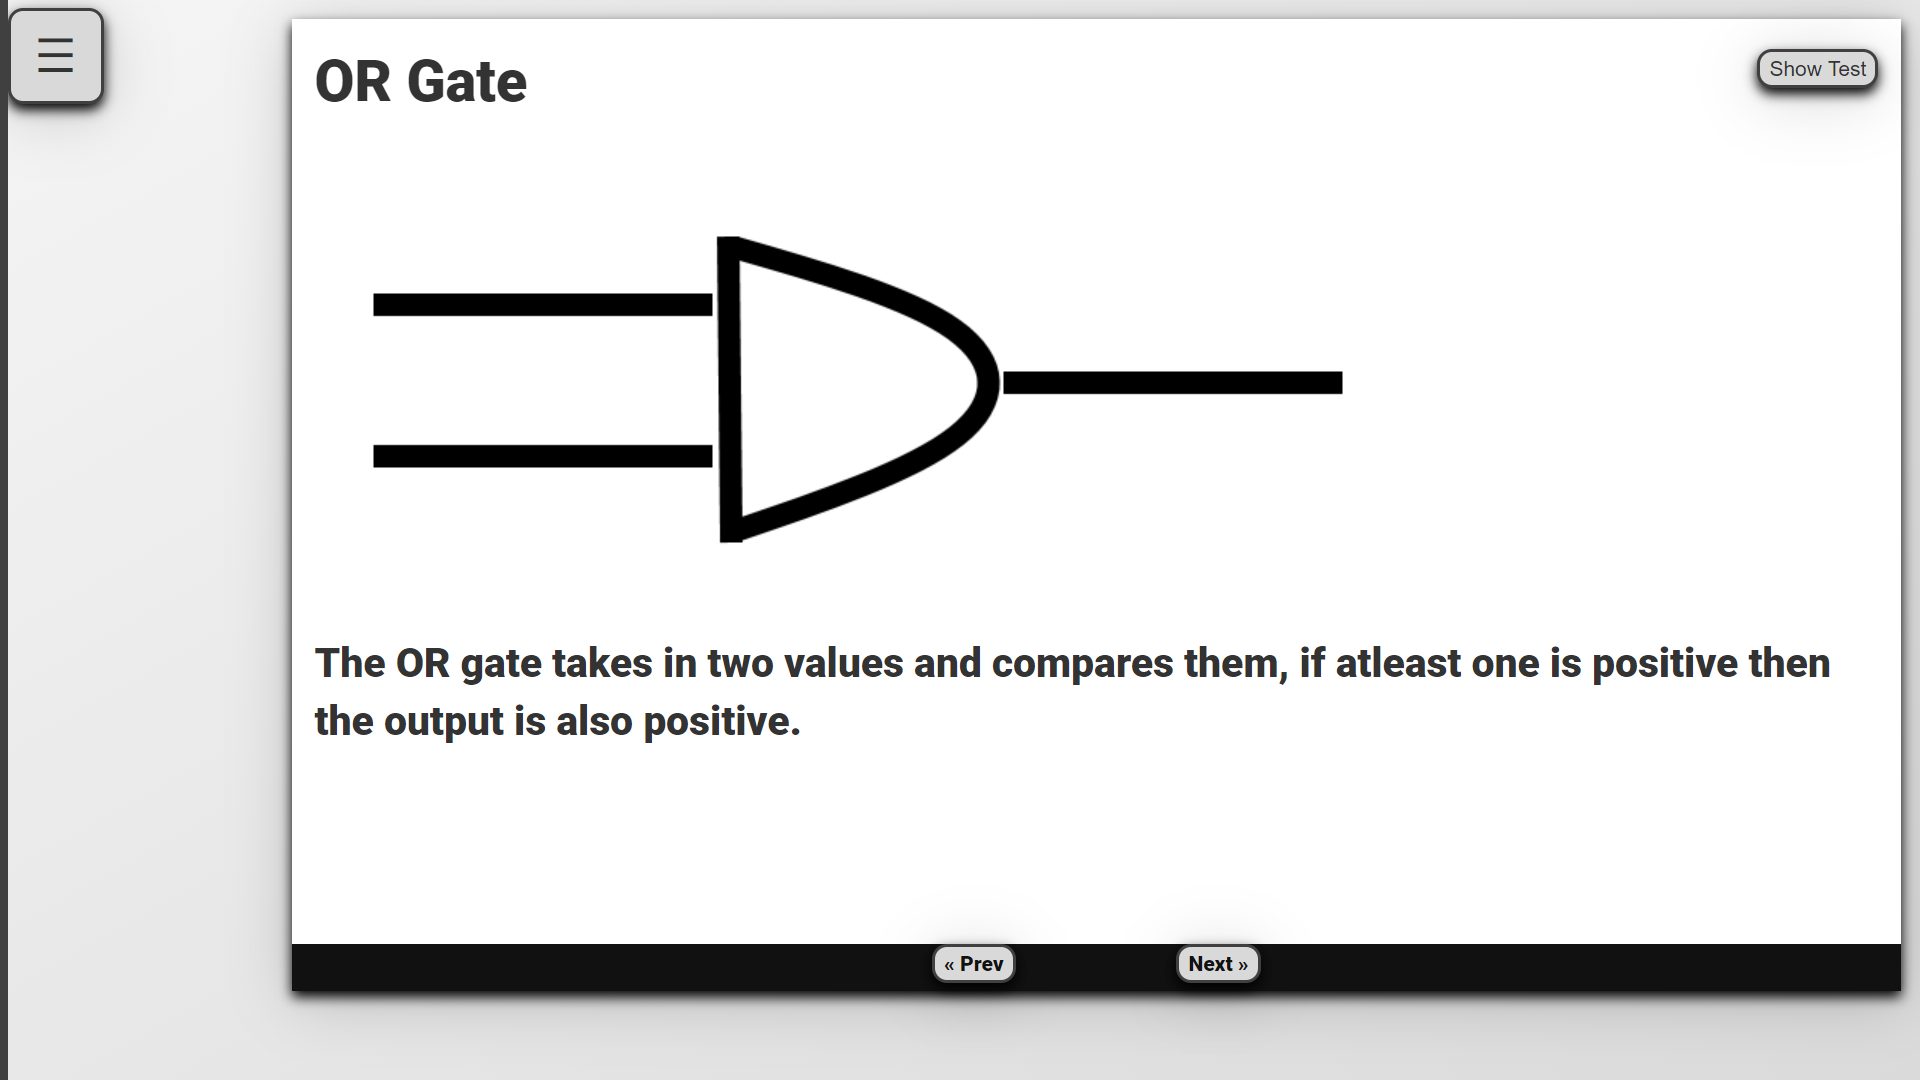 ☰
OR Gate
Show Test
The OR gate takes in two values and compares them, if atleast one is positive then
the output is also positive.
« Prev
Next »